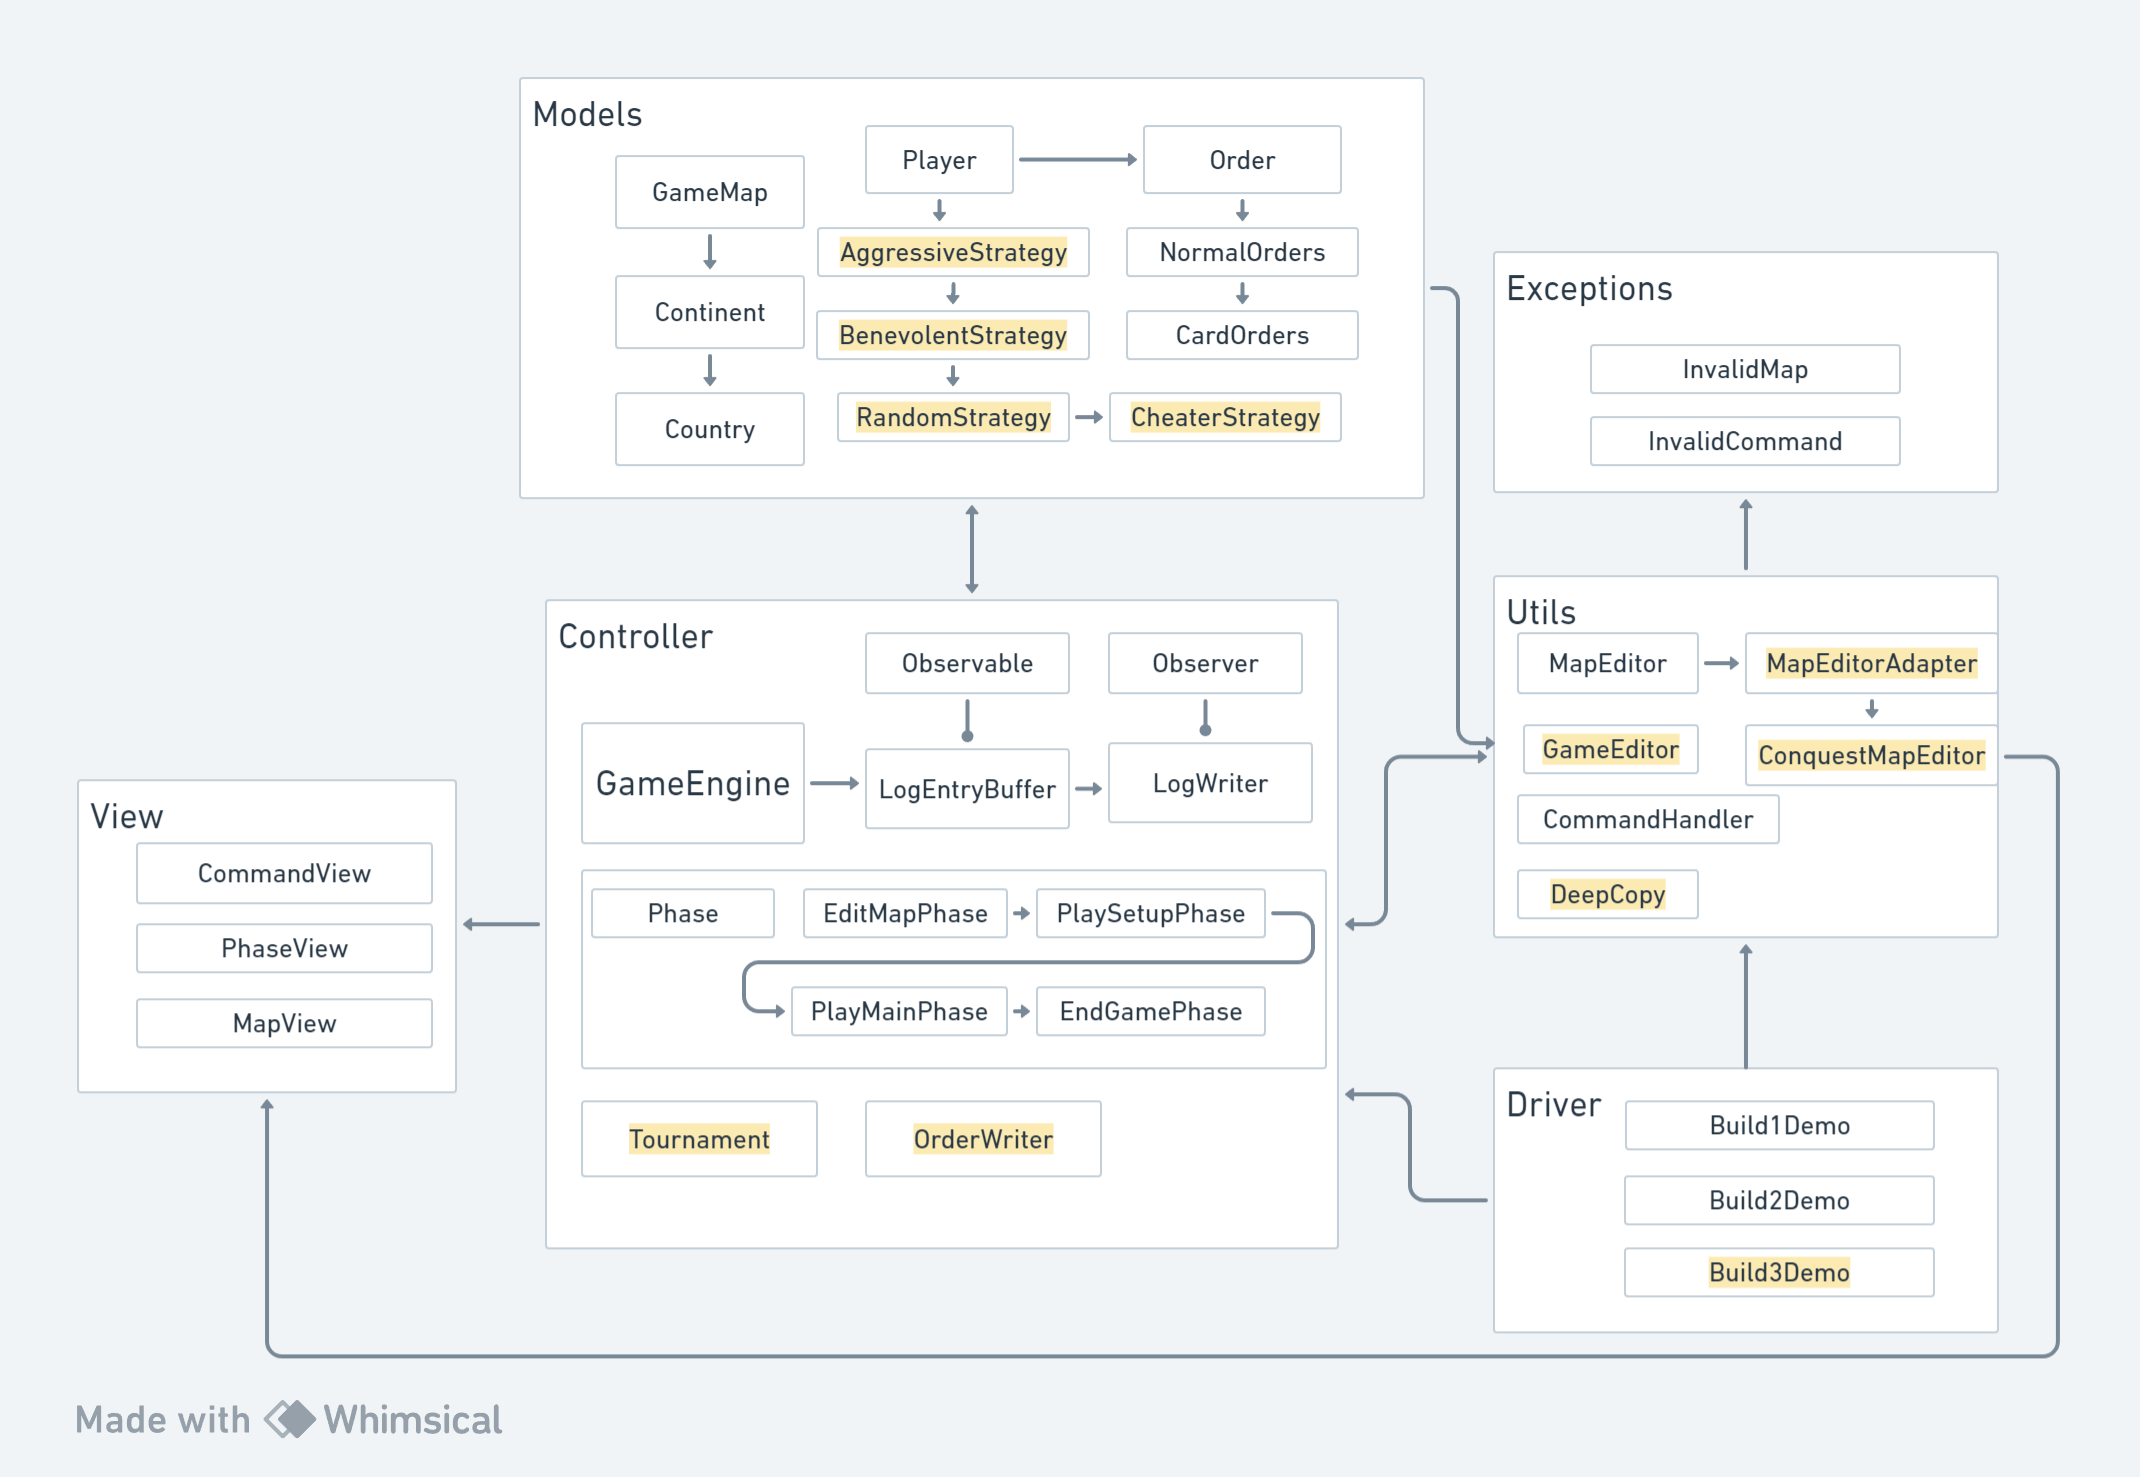 Models
GameMap
Continent
Country
Player
Order
AggressiveStrategy
NormalOrders
BenevolentStrategy
CardOrders
RandomStrategy
CheaterStrategy
Exceptions
InvalidMap
InvalidCommand
Controller
Observable
Observer
GameEngine
LogEntryBuffer
LogWriter
Phase
EditMapPhase
PlaySetupPhase
PlayMainPhase
EndGamePhase
Tournament
OrderWriter
Utils
MapEditor
MapEditorAdapter
GameEditor
ConquestMapEditor
CommandHandler
DeepCopy
View
CommandView
PhaseView
MapView
Driver
Build1Demo
Build2Demo
Build3Demo
Made with Whimsical